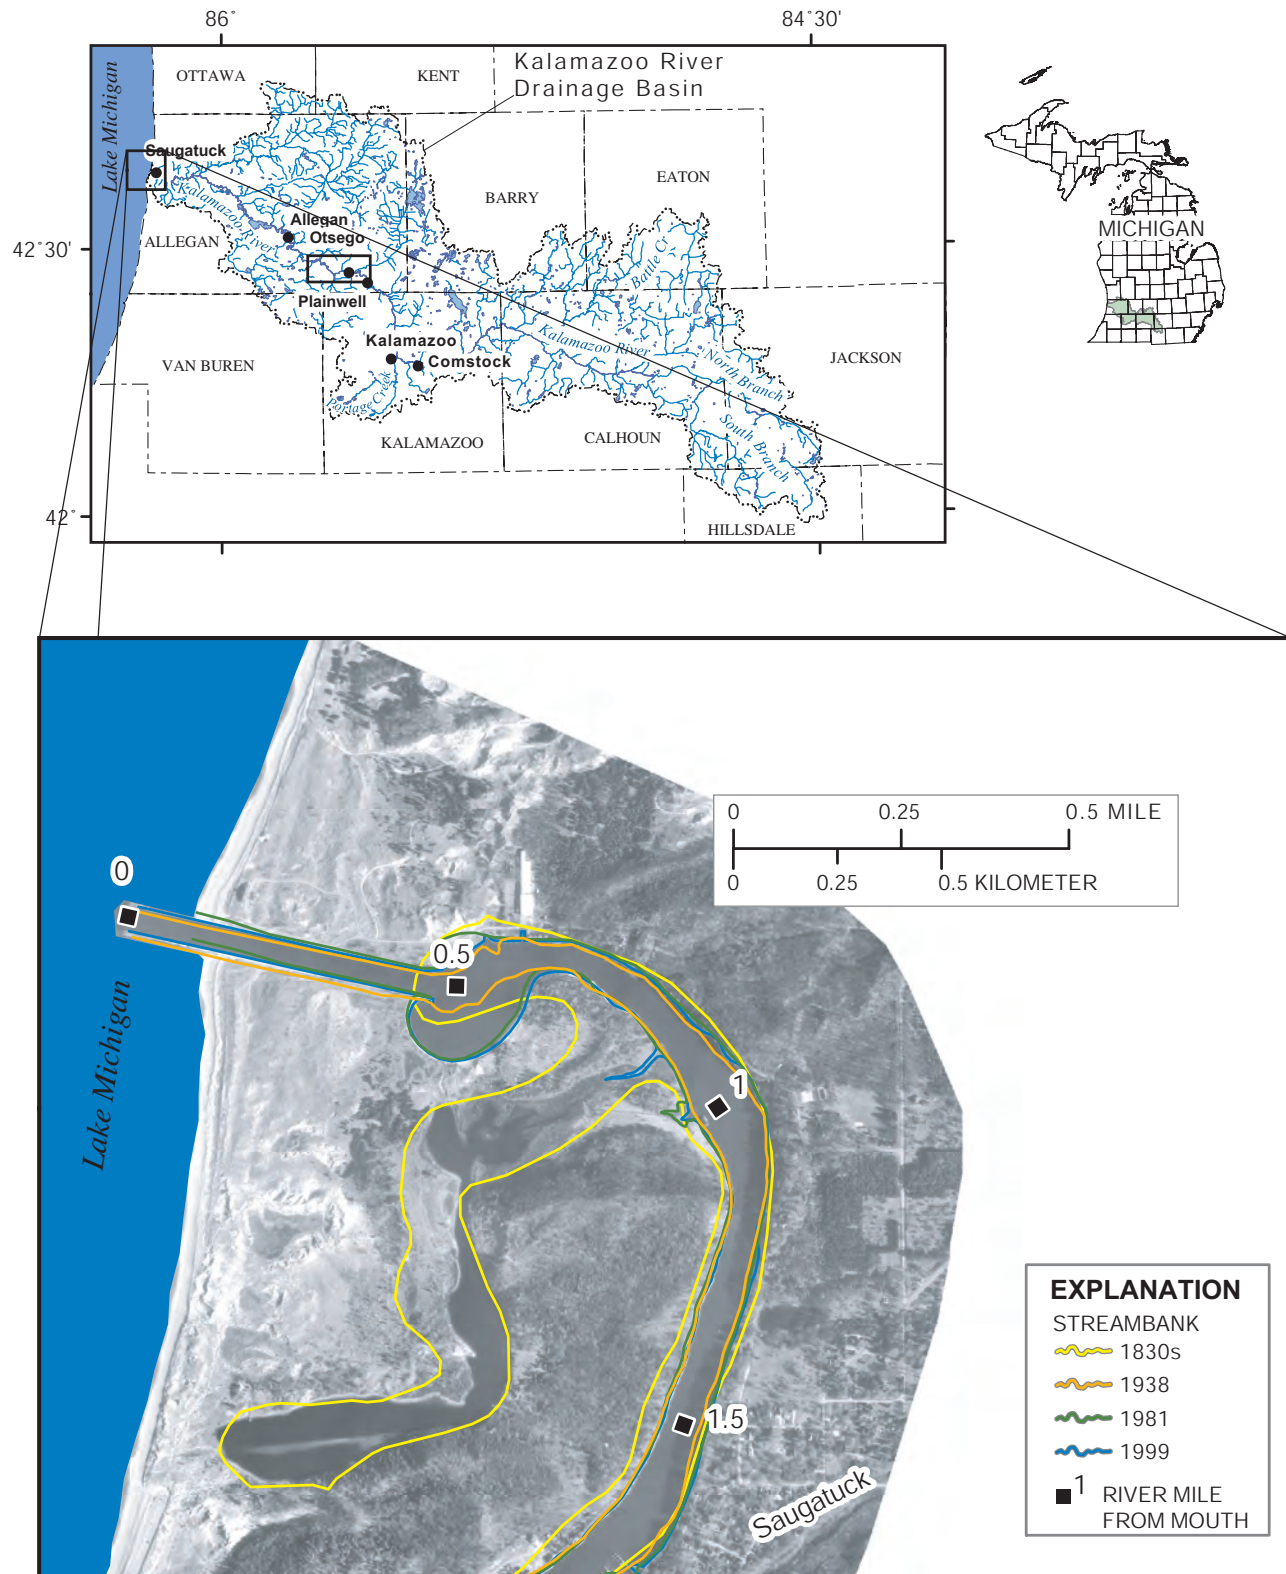 86° 84°30'
Kalamazoo River
Drainage Basin
OTTAWA KENT
Lake Michigan
Saugatuck
Kalamazoo River
BARRY EATON
MICHIGAN
Allegan
Otsego
ALLEGAN
42°30'
Battle C.
Plainwell
Kalamazoo
Comstock
Kalamazoo River
North Branch
JACKSON
VAN BUREN
Portage Creek
South Branch
KALAMAZOO CALHOUN
42°
HILLSDALE
0 0.25 0.5 MILE
0 0.25 0.5 KILOMETER
0
0.5
Lake Michigan
1
1.5
Saugatuck
EXPLANATION
STREAMBANK
1830s
1938
1981
1999
1 RIVER MILE
FROM MOUTH